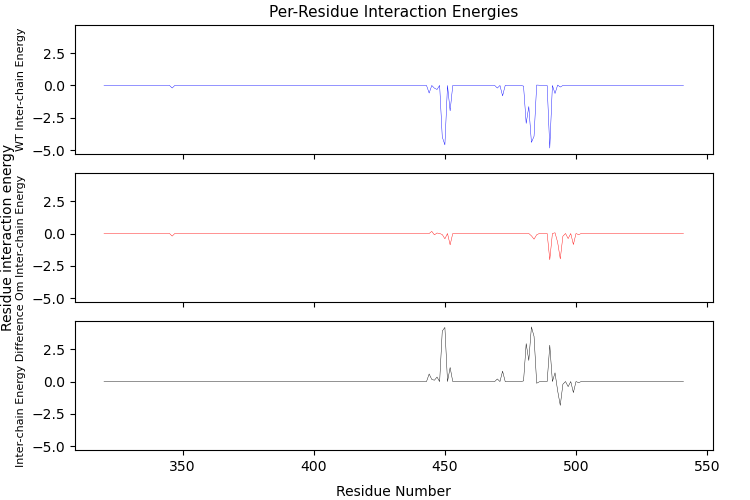 Per-Residue Interaction Energies
Residue interaction energy
WT Inter-chain Energy
2.5
0.0
−2.5
−5.0
Om Inter-chain Energy
2.5
0.0
−2.5
−5.0
Inter-chain Energy Difference
2.5
0.0
−2.5
−5.0
350
400
450
500
550
Residue Number